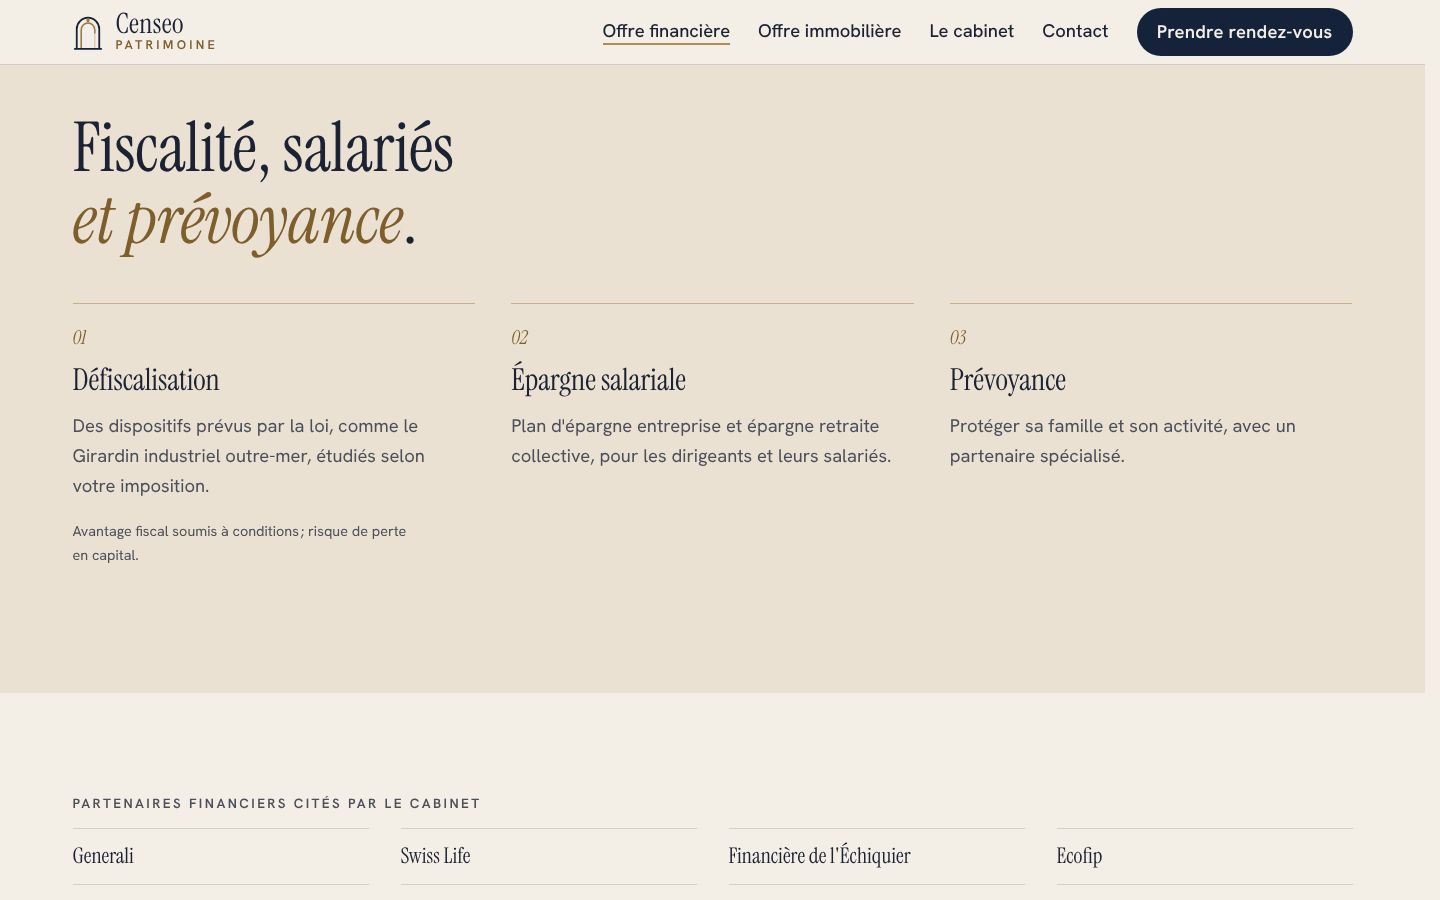 Censeo
PATRIMOINE
Offre financière
Offre immobilière
Le cabinet
Contact
Prendre rendez-vous
Fiscalité, salariés
et prévoyance.
01
Défiscalisation
Des dispositifs prévus par la loi, comme le
Girardin industriel outre-mer, étudiés selon
votre imposition.
Avantage fiscal soumis à conditions ; risque de perte
en capital.
02
Épargne salariale
Plan d'épargne entreprise et épargne retraite
collective, pour les dirigeants et leurs salariés.
03
Prévoyance
Protéger sa famille et son activité, avec un
partenaire spécialisé.
PARTENAIRES FINANCIERS CITÉS PAR LE CABINET
Generali
Swiss Life
Financière de l'Échiquier
Ecofip